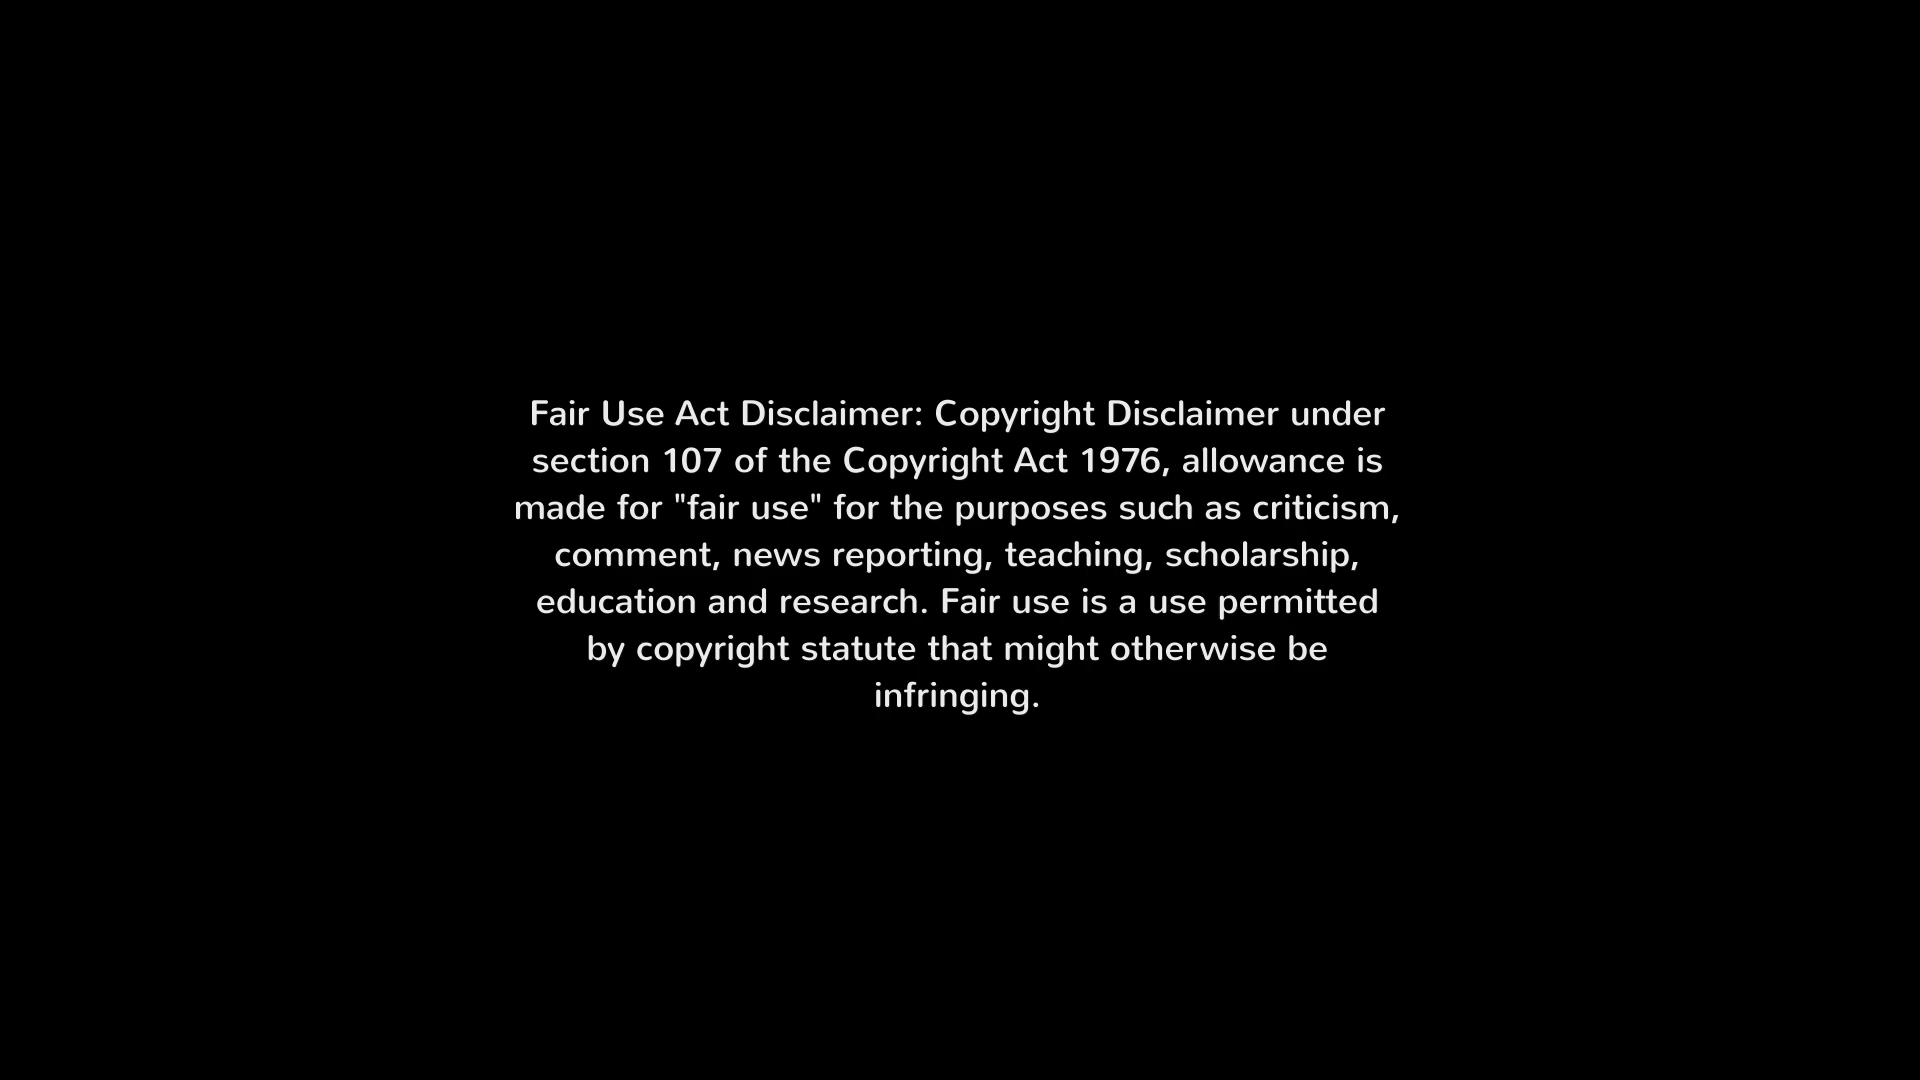 Fair Use Act Disclaimer: Copyright Disclaimer under
section 107 of the Copyright Act 1976, allowance is
made for "fair use" for the purposes such as criticism,
comment, news reporting, teaching, scholarship,
education and research. Fair use is a use permitted
by copyright statute that might otherwise be
infringing.